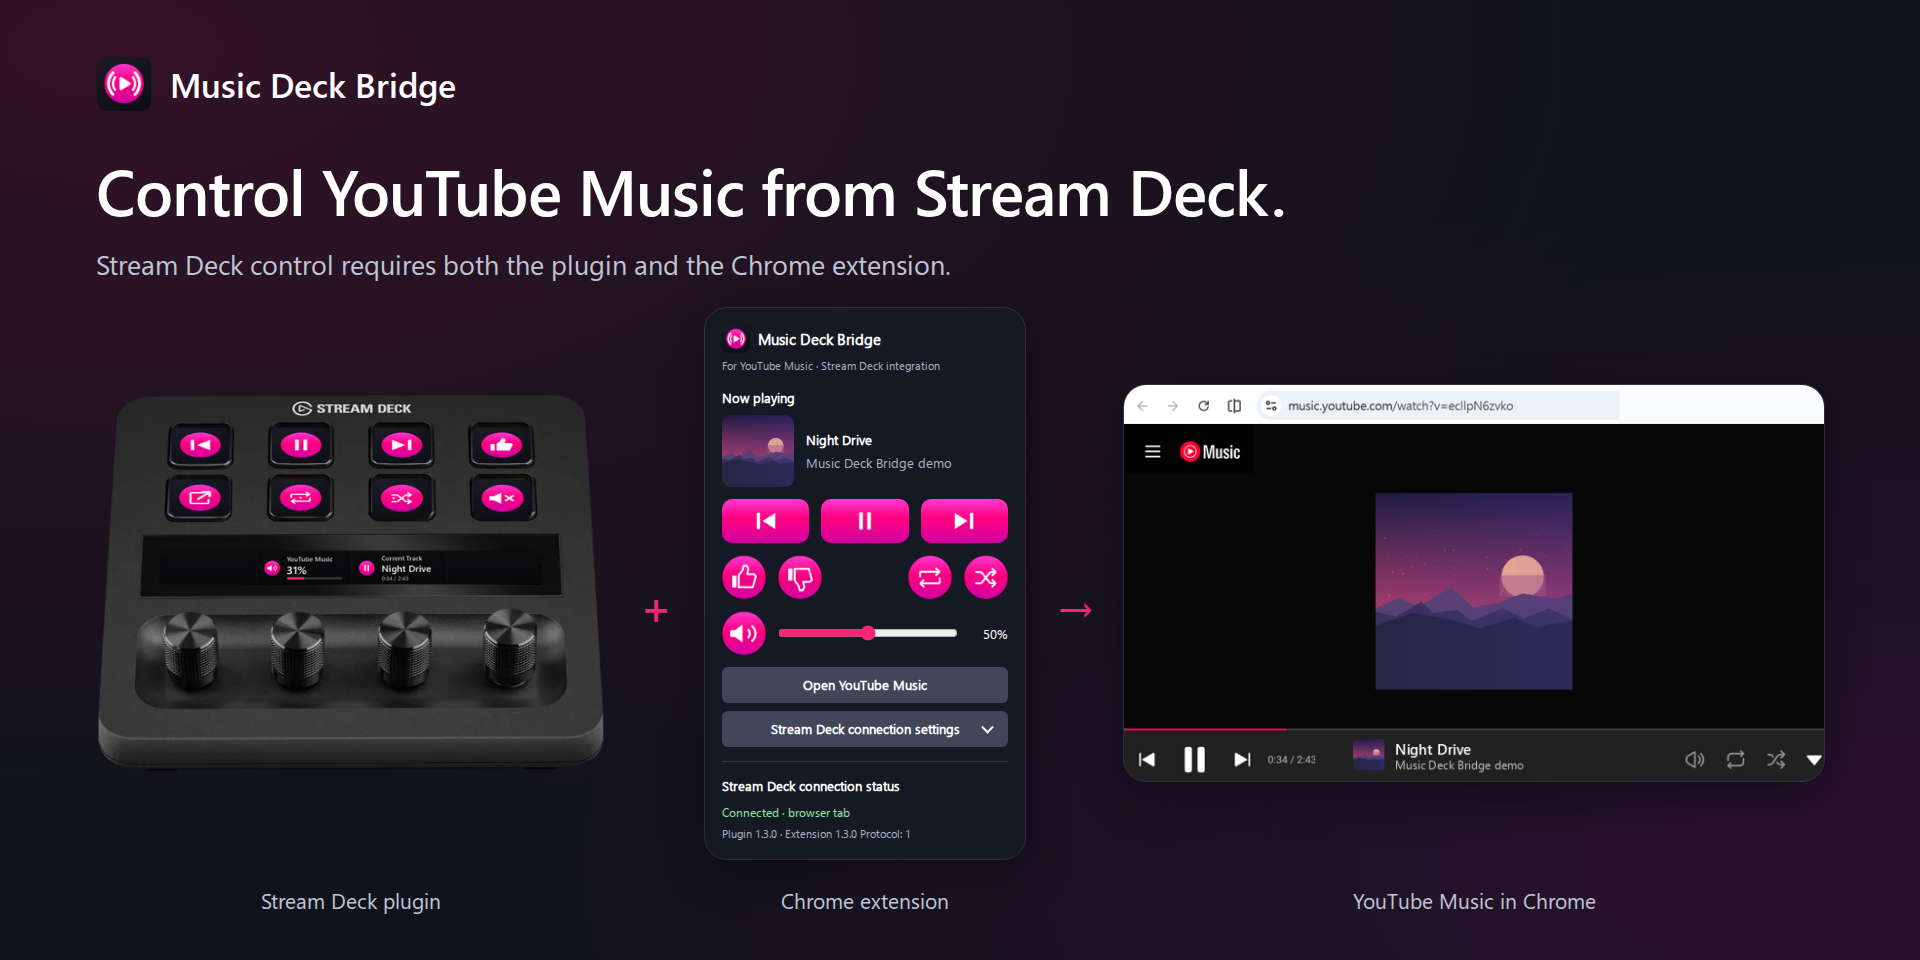 Music Deck Bridge
Control YouTube Music from Stream Deck.
Stream Deck control requires both the plugin and the Chrome extension.
STREAM DECK
YouTube Music
31%
Current Track
Night Drive
0:54 / 2:43
Stream Deck plugin
+
Music Deck Bridge
For YouTube Music · Stream Deck integration
Now playing
Night Drive
Music Deck Bridge demo
50%
Open YouTube Music
Stream Deck connection settings
Stream Deck connection status
Connected · browser tab
Plugin 1.3.0 · Extension 1.3.0 Protocol: 1
Chrome extension
→
music.youtube.com/watch?v=ecllpN6zvko
Music
0:34 / 2:43
Night Drive
Music Deck Bridge demo
YouTube Music in Chrome